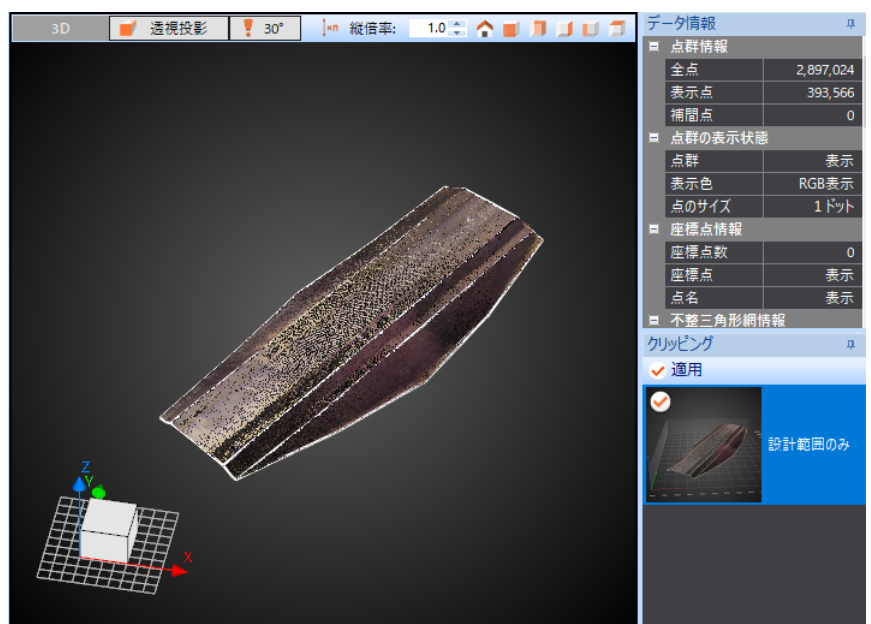 3D 透視投影 30° ×n 縦倍率: 1.0
データ情報
点群情報
全点 2,897,024
表示点 393,566
補間点 0
点群の表示状態
点群 表示
表示色 RGB表示
点のサイズ 1ドット
座標点情報
座標点数 0
座標点 表示
点名 表示
不整三角形網情報
クリッピング
適用
設計範囲のみ
Z
Y
X